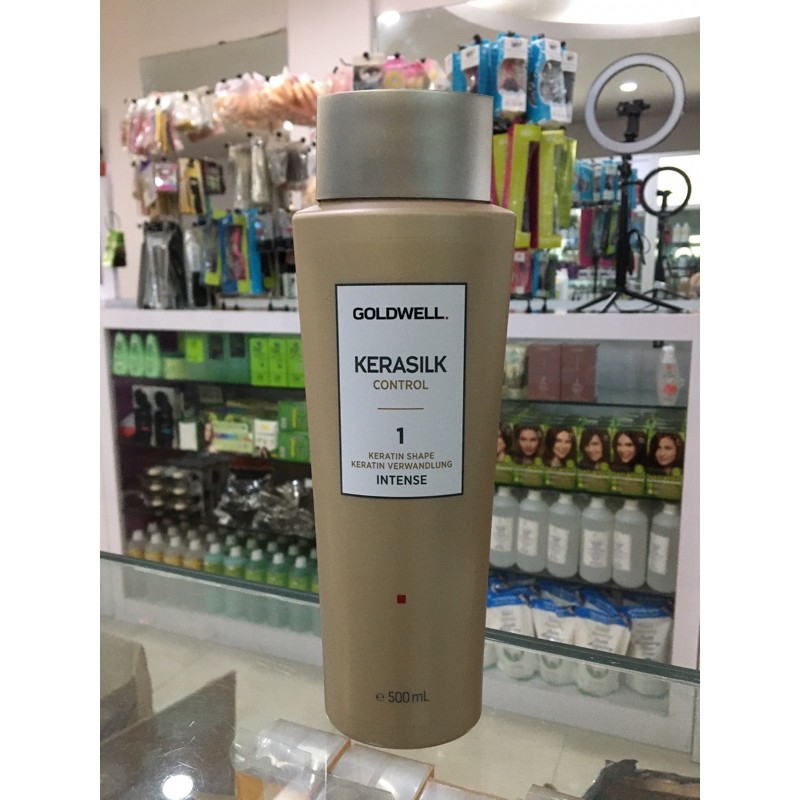 GOLDWELL.
KERASILK
CONTROL
1
KERATIN SHAPE
KERATIN VERWANDLUNG
INTENSE
℮ 500 mL